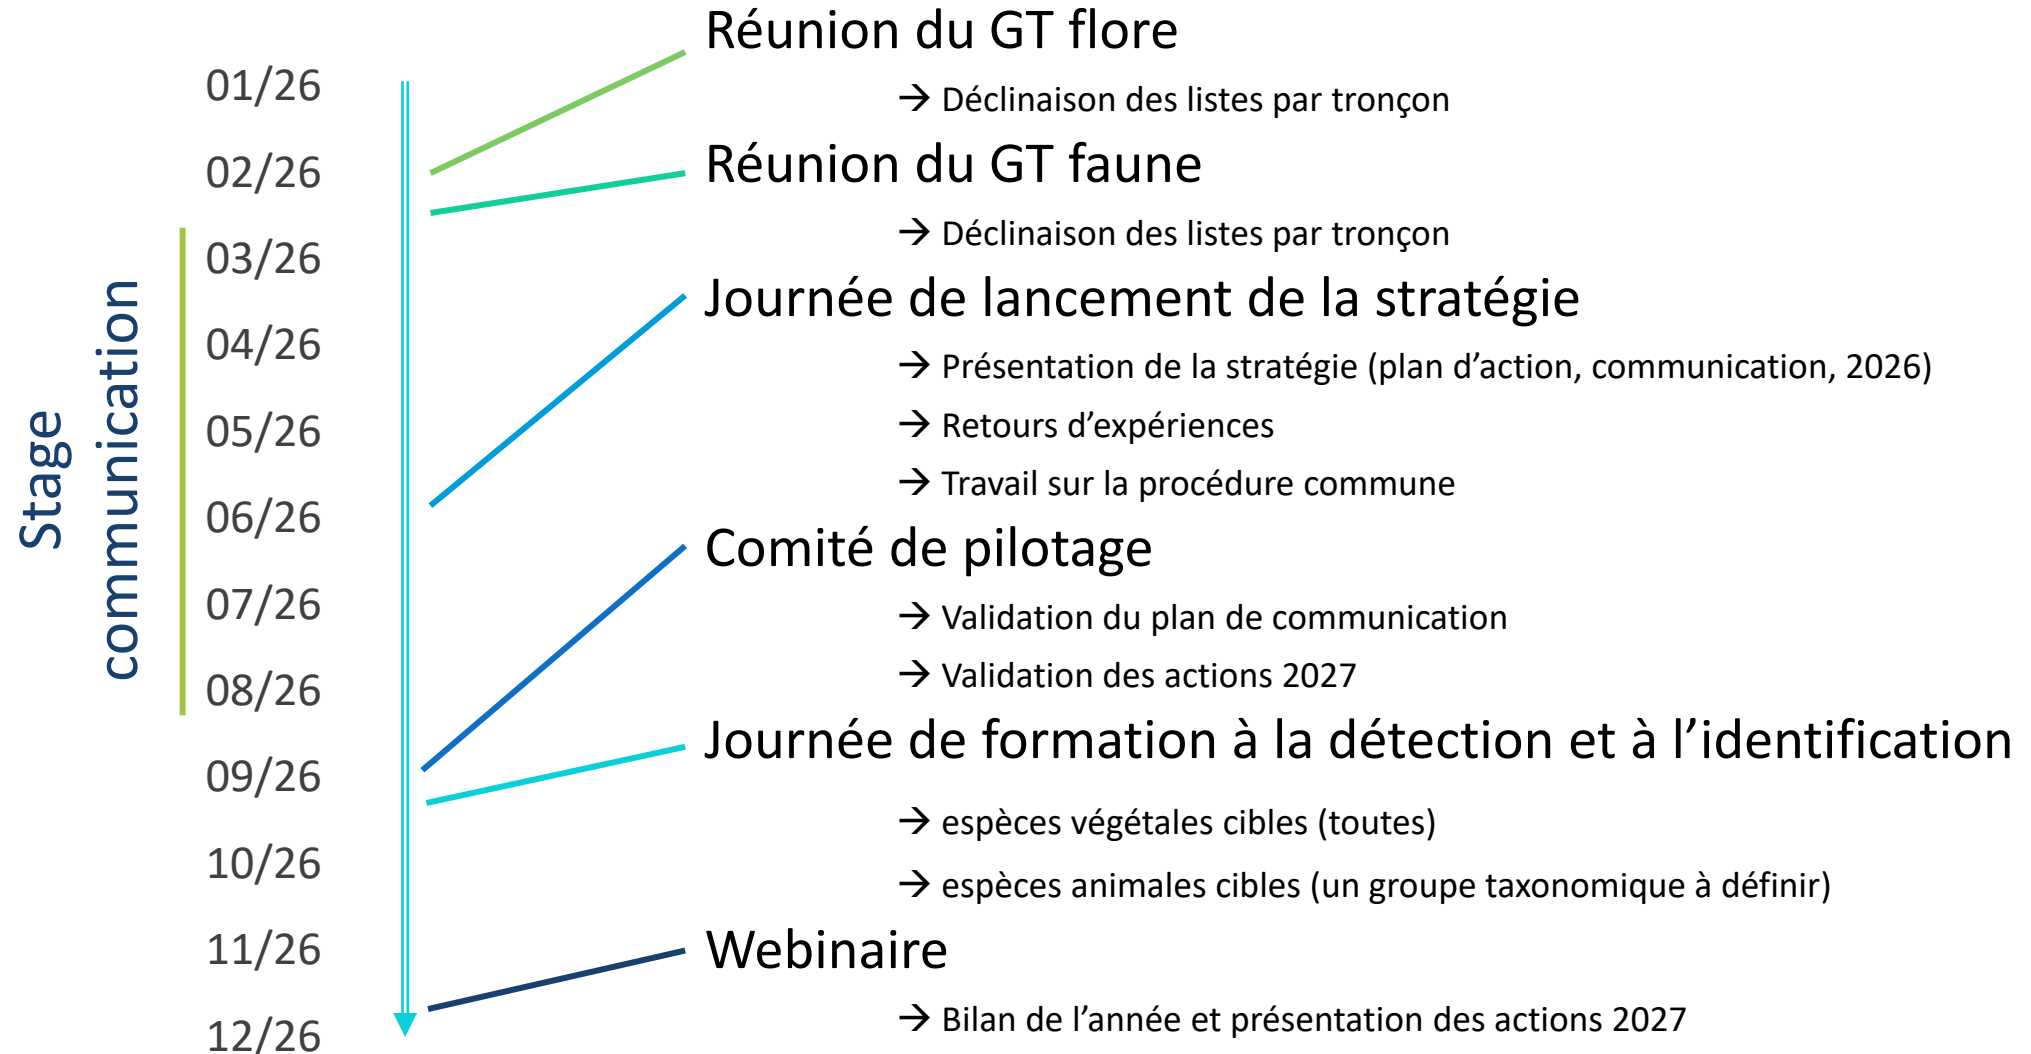 Stage
communication
01/26
02/26
03/26
04/26
05/26
06/26
07/26
08/26
09/26
10/26
11/26
12/26
Réunion du GT flore
→ Déclinaison des listes par tronçon
Réunion du GT faune
→ Déclinaison des listes par tronçon
Journée de lancement de la stratégie
→ Présentation de la stratégie (plan d’action, communication, 2026)
→ Retours d’expériences
→ Travail sur la procédure commune
Comité de pilotage
→ Validation du plan de communication
→ Validation des actions 2027
Journée de formation à la détection et à l’identification
→ espèces végétales cibles (toutes)
→ espèces animales cibles (un groupe taxonomique à définir)
Webinaire
→ Bilan de l’année et présentation des actions 2027